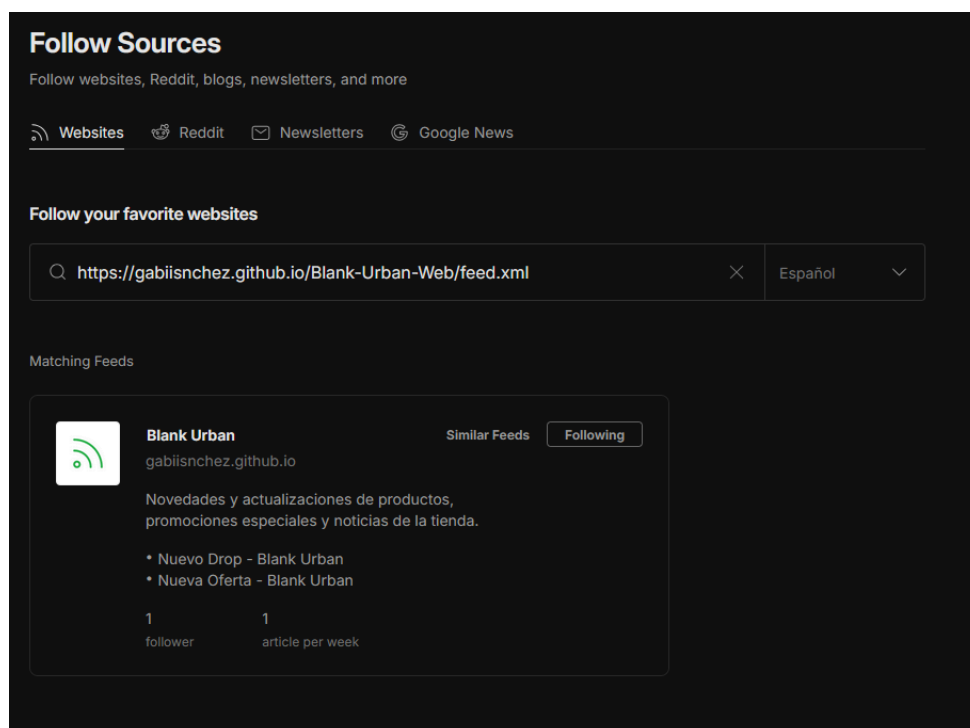 Follow Sources
Follow websites, Reddit, blogs, newsletters, and more
Websites Reddit Newsletters Google News
Follow your favorite websites
https://gabiisnchez.github.io/Blank-Urban-Web/feed.xml Español
Matching Feeds
Blank Urban Similar Feeds Following
gabiisnchez.github.io
Novedades y actualizaciones de productos,
promociones especiales y noticias de la tienda.
• Nuevo Drop - Blank Urban
• Nueva Oferta - Blank Urban
1 1
follower article per week